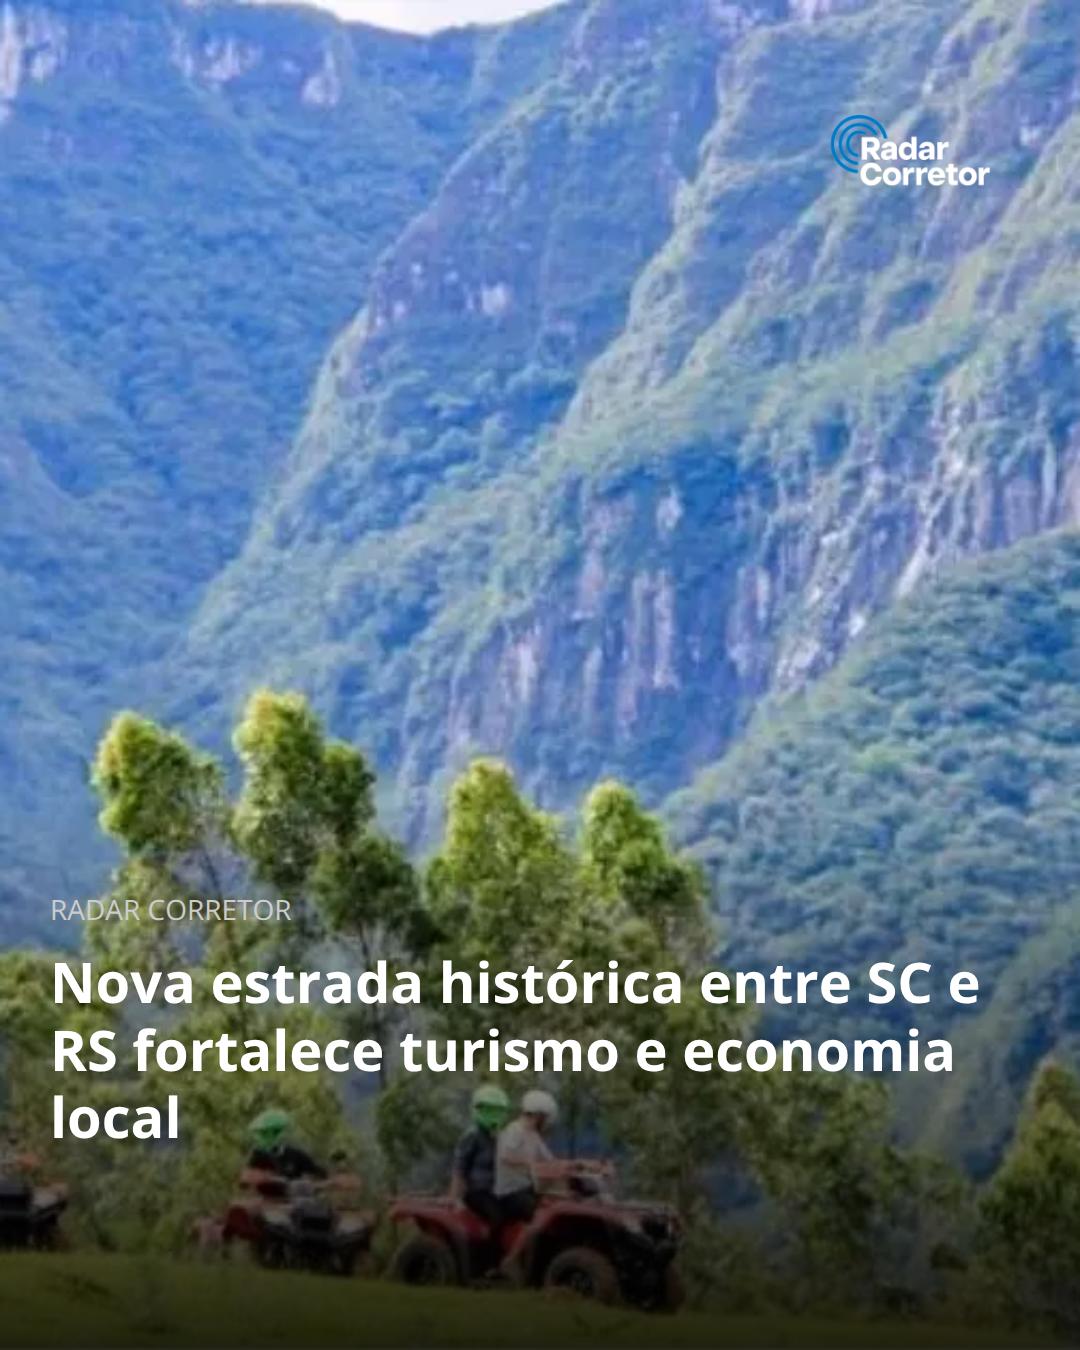 Radar
Corretor
RADAR CORRETOR
Nova estrada histórica entre SC e
RS fortalece turismo e economia
local